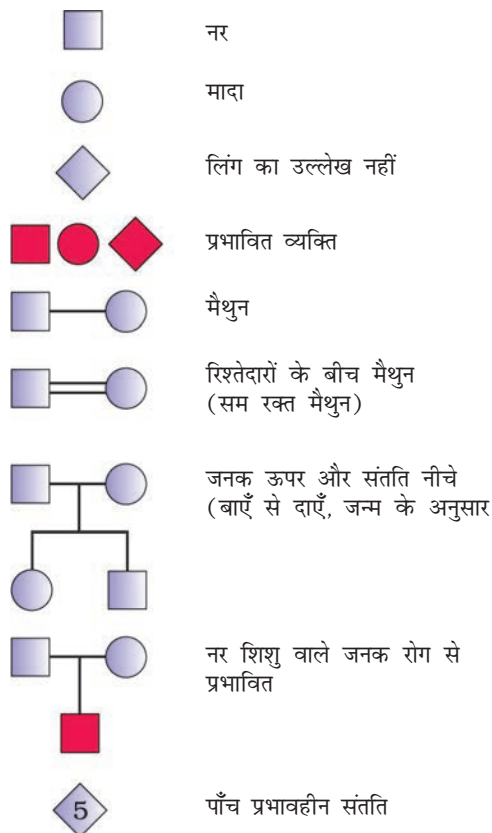 नर
मादा
लिंग का उल्लेख नहीं
प्रभावित व्यक्ति
मैथुन
रिश्तेदारों के बीच मैथुन
(सम रक्त मैथुन)
जनक ऊपर और संतति नीचे
(बाएँ से दाएँ, जन्म के अनुसार
नर शिशु वाले जनक रोग से
प्रभावित
5 पाँच प्रभावहीन संतति